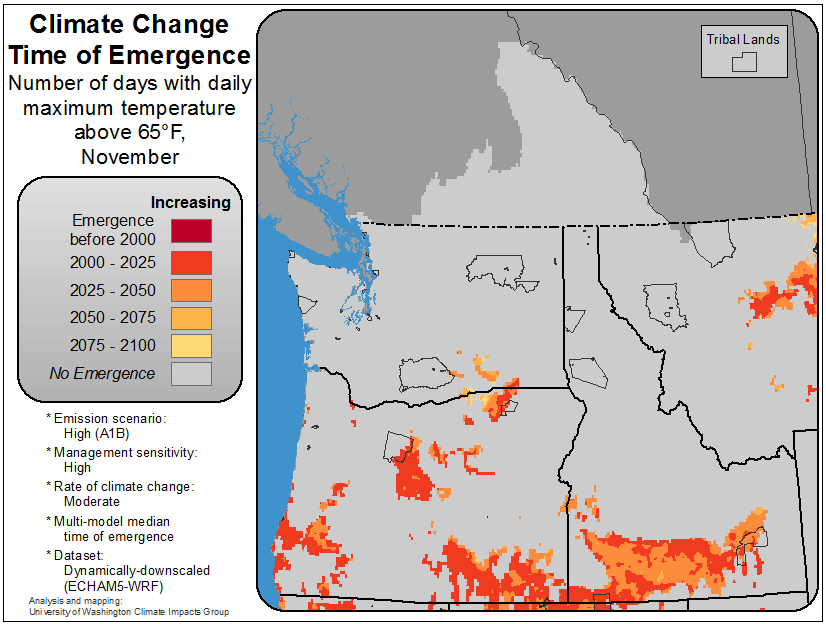 Climate Change
Time of Emergence
Number of days with daily
maximum temperature
above 65°F,
November
Increasing
Emergence
before 2000
2000 - 2025
2025 - 2050
2050 - 2075
2075 - 2100
No Emergence
* Emission scenario:
High (A1B)
* Management sensitivity:
High
* Rate of climate change:
Moderate
* Multi-model median
time of emergence
* Dataset:
Dynamically-downscaled
(ECHAM5-WRF)
Analysis and mapping:
University of Washington Climate Impacts Group
Tribal Lands